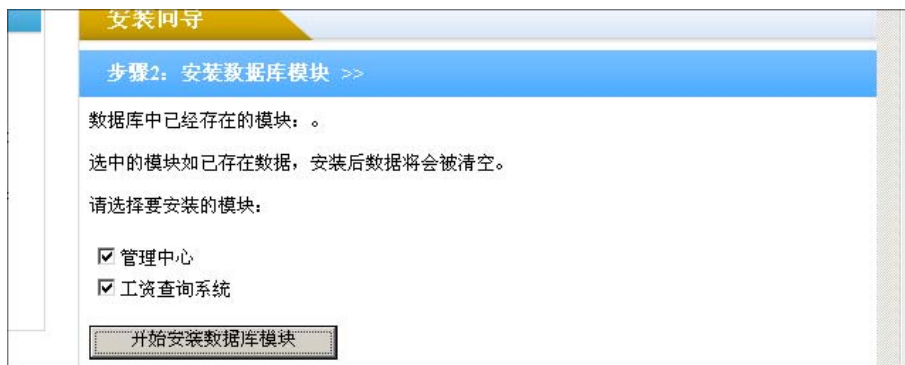 安装向导
步骤2：安装数据库模块 >>
数据库中已经存在的模块：。
选中的模块如已存在数据，安装后数据将会被清空。
请选择要安装的模块：
管理中心
工资查询系统
开始安装数据库模块